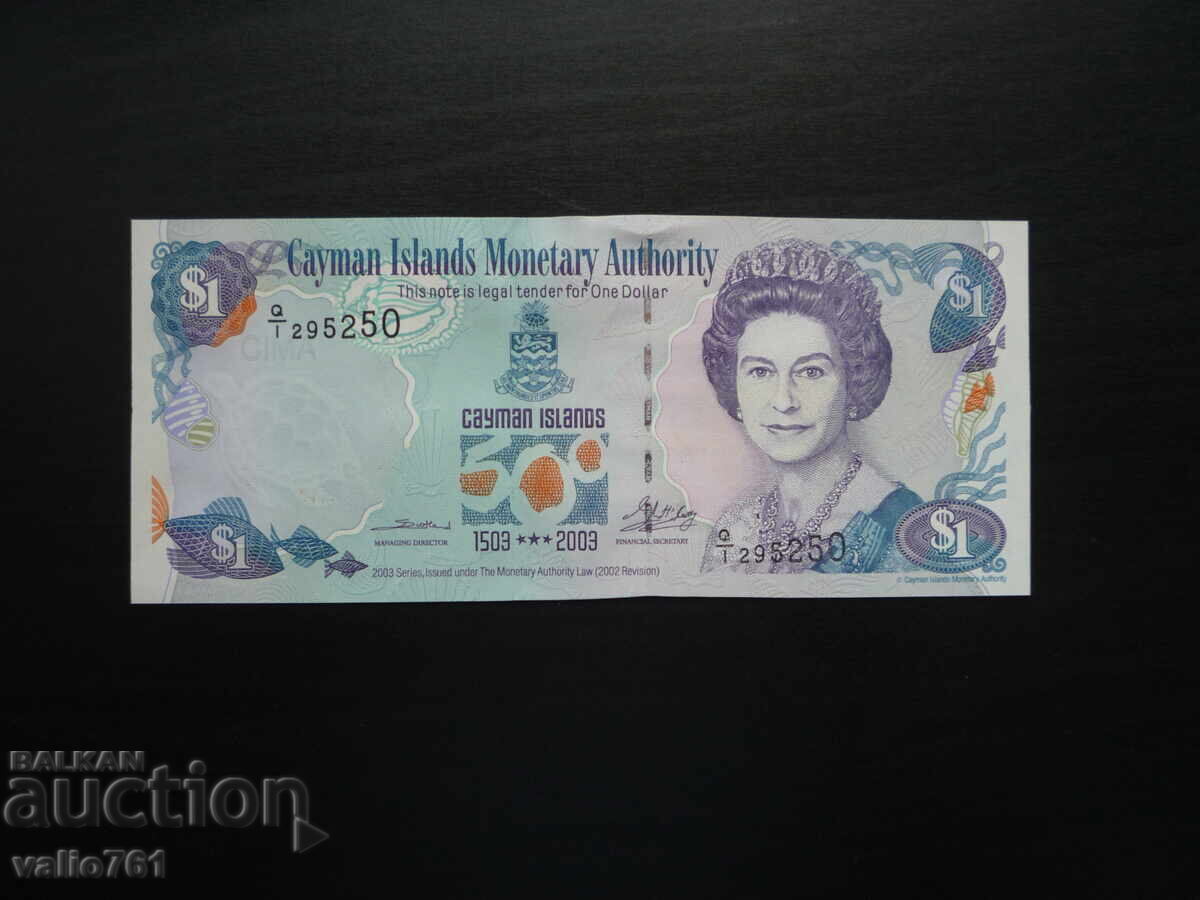 Cayman Islands Monetary Authority
This note is legal tender for One Dollar
$1
$1
Q/1 295250
CIMA
CAYMAN ISLANDS
500
MANAGING DIRECTOR
1503 ★★★ 2003
FINANCIAL SECRETARY
Q/1 295250
$1
$1
2003 Series, Issued under The Monetary Authority Law (2002 Revision)
© Cayman Islands Monetary Authority
BALKAN
auction
valio761